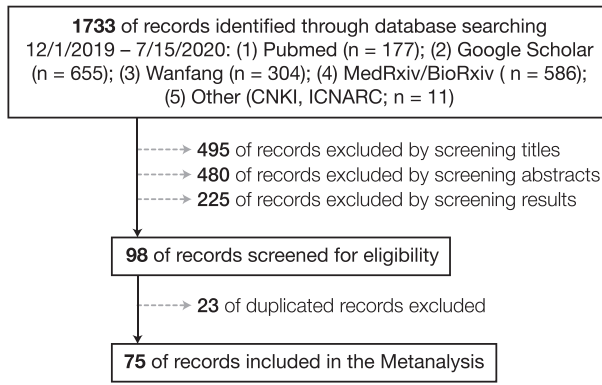 1733 of records identified through database searching
12/1/2019 – 7/15/2020: (1) Pubmed (n = 177); (2) Google Scholar
(n = 655); (3) Wanfang (n = 304); (4) MedRxiv/BioRxiv ( n = 586);
(5) Other (CNKI, ICNARC; n = 11)
495 of records excluded by screening titles
480 of records excluded by screening abstracts
225 of records excluded by screening results
98 of records screened for eligibility
23 of duplicated records excluded
75 of records included in the Metanalysis